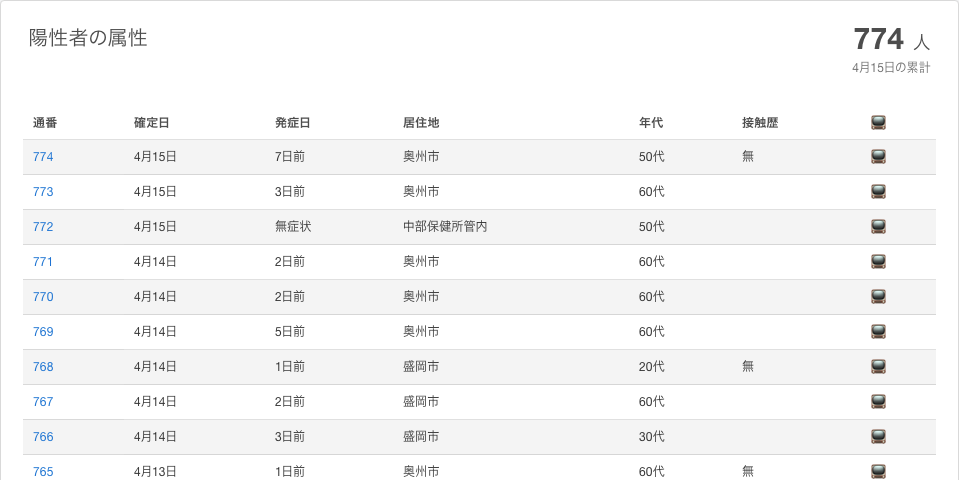 陽性者の属性
774 人
4月15日の累計
通番 確定日 発症日 居住地 年代 接触歴
774 4月15日 7日前 奥州市 50代 無
773 4月15日 3日前 奥州市 60代
772 4月15日 無症状 中部保健所管内 50代
771 4月14日 2日前 奥州市 60代
770 4月14日 2日前 奥州市 60代
769 4月14日 5日前 奥州市 60代
768 4月14日 1日前 盛岡市 20代 無
767 4月14日 2日前 盛岡市 60代
766 4月14日 3日前 盛岡市 30代
765 4月13日 1日前 奥州市 60代 無